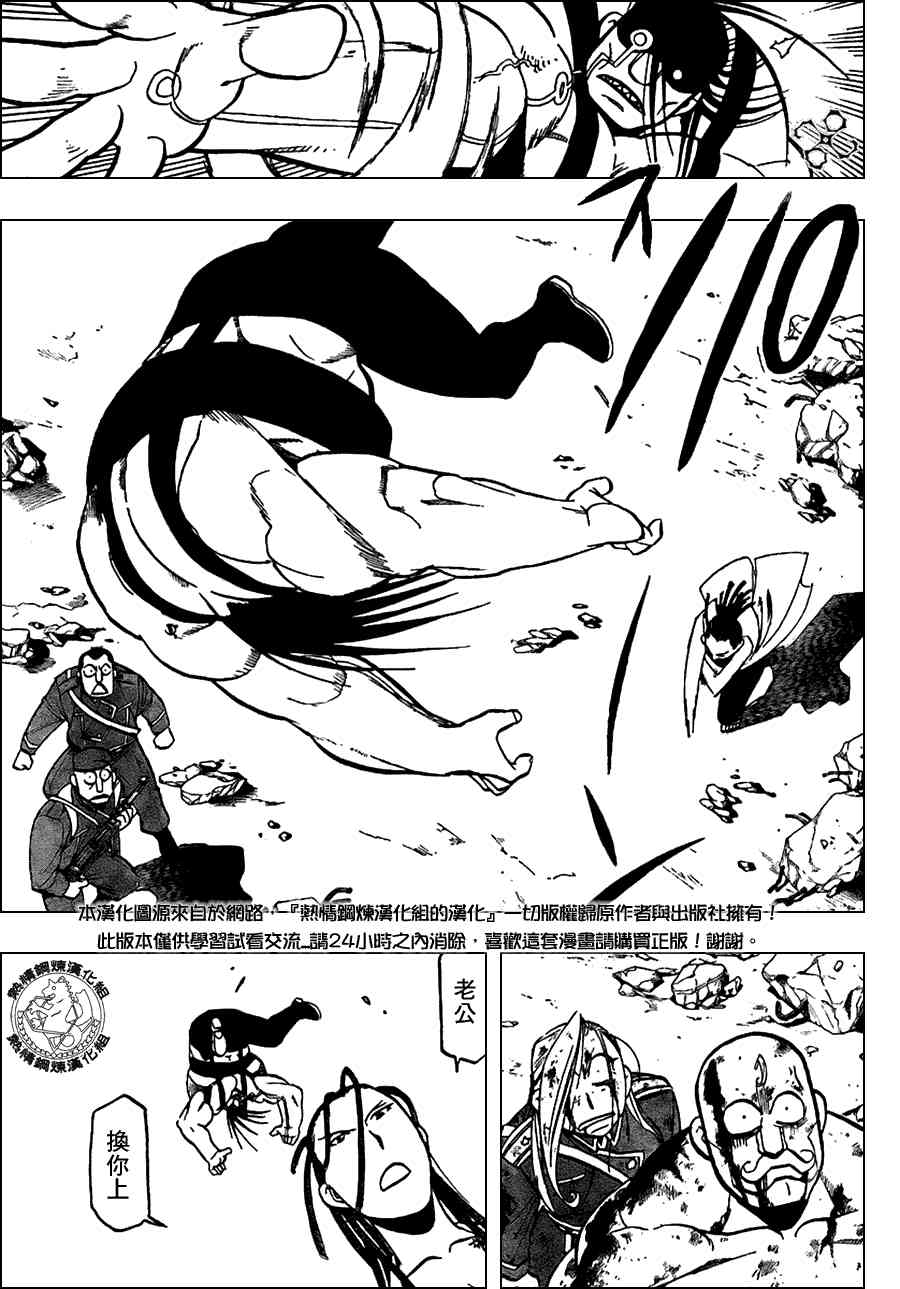 本漢化圖源來自於網路，『熱情鋼煉漢化組的漢化』一切版權歸原作者與出版社擁有！
此版本僅供學習試看交流，請24小時之內消除，喜歡這套漫畫請購買正版！謝謝。
老公
換你上
熱情鋼煉漢化組
熱情鋼煉漢化組